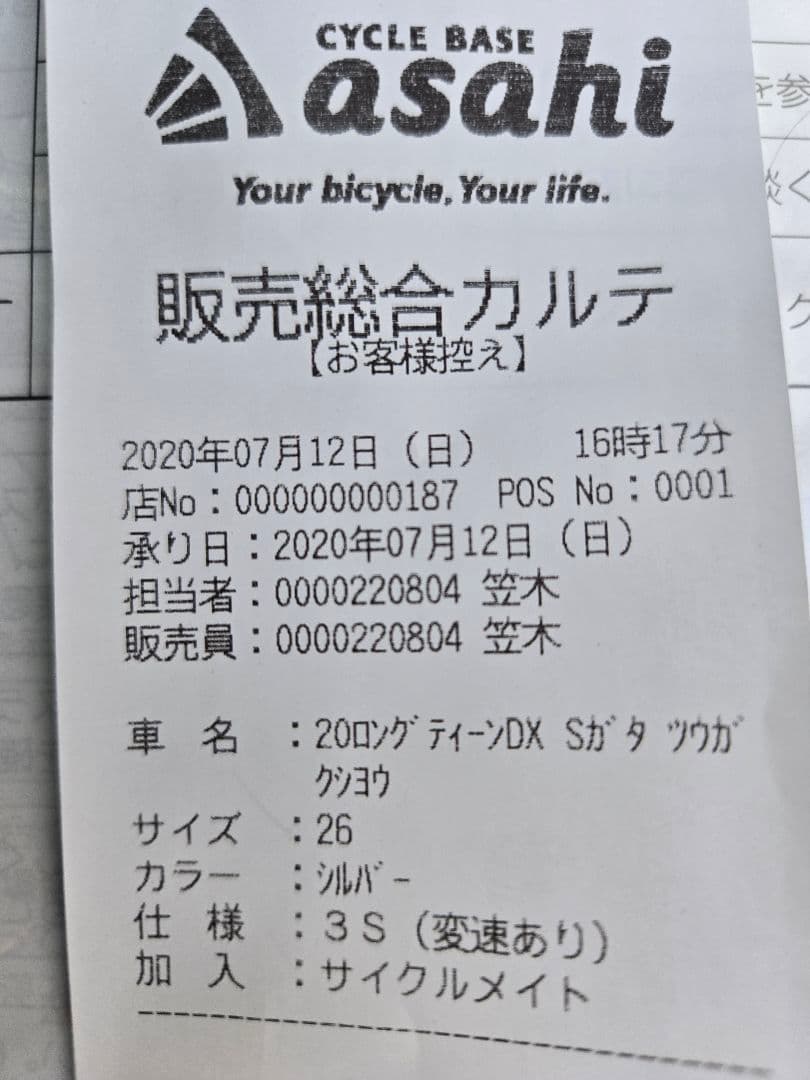 CYCLE BASE
asahi
Your bicycle, Your life.
販売総合カルテ
【お客様控え】
2020年07月12日（日） 16時17分
店No：000000000187 POS No：0001
承り日：2020年07月12日（日）
担当者：0000220804 笠木
販売員：0000220804 笠木
車 名 ：20ﾛﾝｸﾞﾃｨｰﾝDX Sｶﾞﾀ ﾂｳｶﾞ
ｸｼﾖｳ
サイズ ：26
カラー ：ｼﾙﾊﾞｰ
仕 様 ：３Ｓ（変速あり）
加 入 ：サイクルメイト
を参
談く